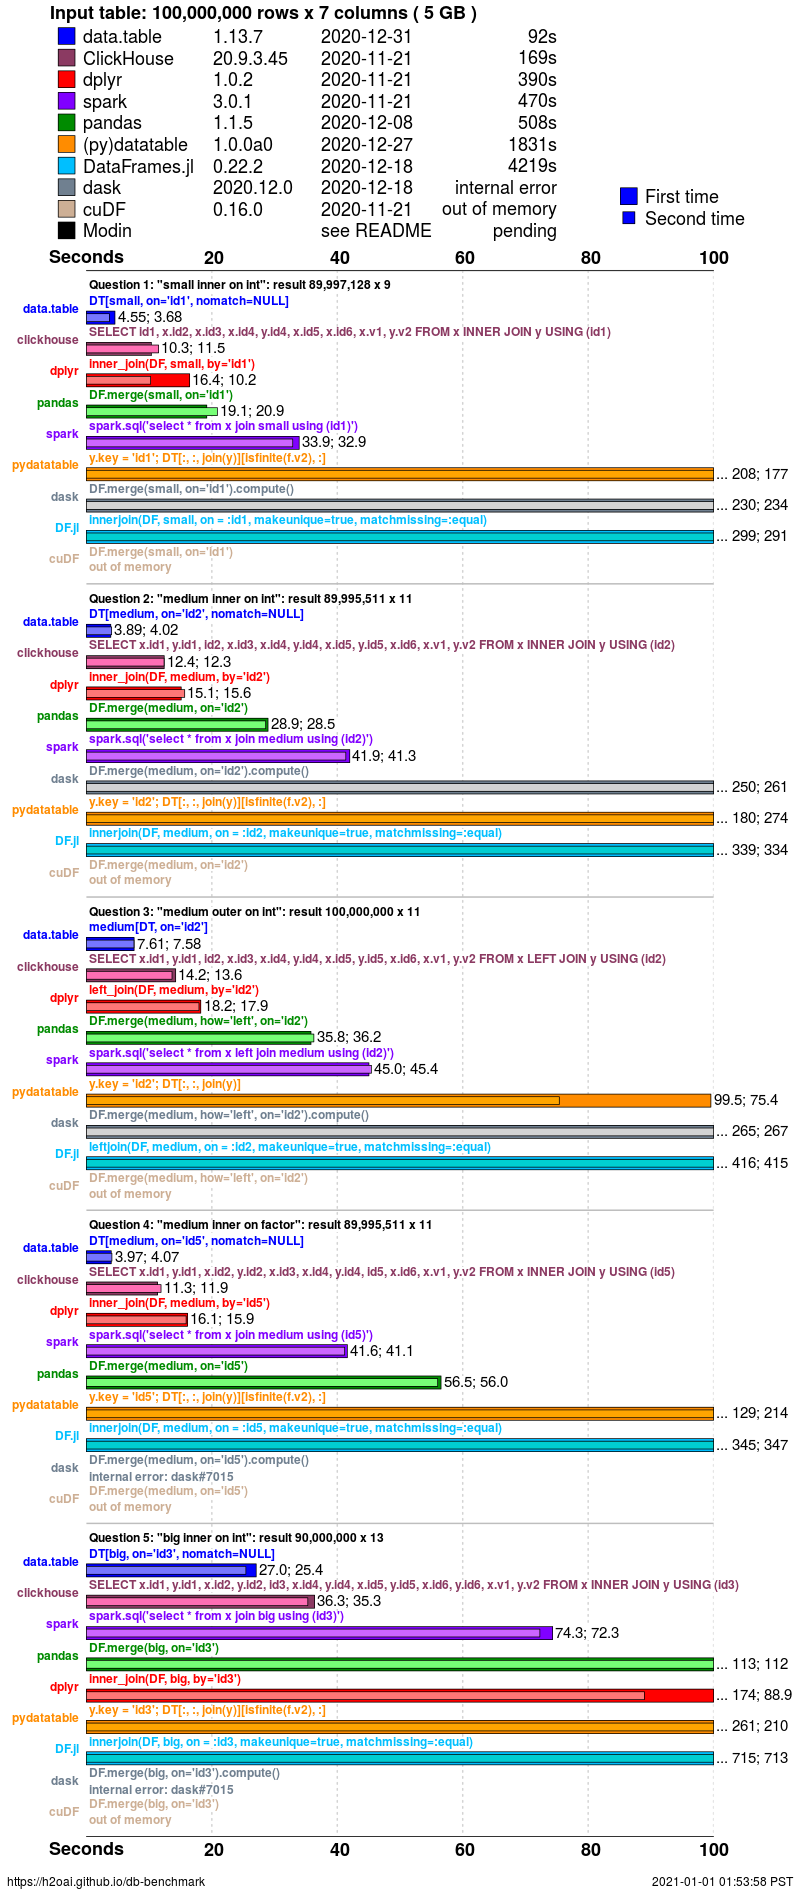 Input table: 100,000,000 rows x 7 columns ( 5 GB )
data.table 1.13.7 2020-12-31 92s
ClickHouse 20.9.3.45 2020-11-21 169s
dplyr 1.0.2 2020-11-21 390s
spark 3.0.1 2020-11-21 470s
pandas 1.1.5 2020-12-08 508s
(py)datatable 1.0.0a0 2020-12-27 1831s
DataFrames.jl 0.22.2 2020-12-18 4219s
dask 2020.12.0 2020-12-18 internal error
cuDF 0.16.0 2020-11-21 out of memory
Modin see README pending
First time
Second time
Seconds 20 40 60 80 100
Question 1: "small inner on int": result 89,997,128 x 9
DT[small, on='id1', nomatch=NULL]
data.table 4.55; 3.68
SELECT id1, x.id2, x.id3, x.id4, y.id4, x.id5, x.id6, x.v1, y.v2 FROM x INNER JOIN y USING (id1)
clickhouse 10.3; 11.5
inner_join(DF, small, by='id1')
dplyr 16.4; 10.2
DF.merge(small, on='id1')
pandas 19.1; 20.9
spark.sql('select * from x join small using (id1)')
spark 33.9; 32.9
y.key = 'id1'; DT[:, :, join(y)][isfinite(f.v2), :]
pydatatable ... 208; 177
DF.merge(small, on='id1').compute()
dask ... 230; 234
innerjoin(DF, small, on = :id1, makeunique=true, matchmissing=:equal)
DF.jl ... 299; 291
DF.merge(small, on='id1')
cuDF out of memory
Question 2: "medium inner on int": result 89,995,511 x 11
DT[medium, on='id2', nomatch=NULL]
data.table 3.89; 4.02
SELECT x.id1, y.id1, id2, x.id3, x.id4, y.id4, x.id5, y.id5, x.id6, x.v1, y.v2 FROM x INNER JOIN y USING (id2)
clickhouse 12.4; 12.3
inner_join(DF, medium, by='id2')
dplyr 15.1; 15.6
DF.merge(medium, on='id2')
pandas 28.9; 28.5
spark.sql('select * from x join medium using (id2)')
spark 41.9; 41.3
DF.merge(medium, on='id2').compute()
dask ... 250; 261
y.key = 'id2'; DT[:, :, join(y)][isfinite(f.v2), :]
pydatatable ... 180; 274
innerjoin(DF, medium, on = :id2, makeunique=true, matchmissing=:equal)
DF.jl ... 339; 334
DF.merge(medium, on='id2')
cuDF out of memory
Question 3: "medium outer on int": result 100,000,000 x 11
medium[DT, on='id2']
data.table 7.61; 7.58
SELECT x.id1, y.id1, id2, x.id3, x.id4, y.id4, x.id5, y.id5, x.id6, x.v1, y.v2 FROM x LEFT JOIN y USING (id2)
clickhouse 14.2; 13.6
left_join(DF, medium, by='id2')
dplyr 18.2; 17.9
DF.merge(medium, how='left', on='id2')
pandas 35.8; 36.2
spark.sql('select * from x left join medium using (id2)')
spark 45.0; 45.4
y.key = 'id2'; DT[:, :, join(y)]
pydatatable 99.5; 75.4
DF.merge(medium, how='left', on='id2').compute()
dask ... 265; 267
leftjoin(DF, medium, on = :id2, makeunique=true, matchmissing=:equal)
DF.jl ... 416; 415
DF.merge(medium, how='left', on='id2')
cuDF out of memory
Question 4: "medium inner on factor": result 89,995,511 x 11
DT[medium, on='id5', nomatch=NULL]
data.table 3.97; 4.07
SELECT x.id1, y.id1, x.id2, y.id2, x.id3, x.id4, y.id4, id5, x.id6, x.v1, y.v2 FROM x INNER JOIN y USING (id5)
clickhouse 11.3; 11.9
inner_join(DF, medium, by='id5')
dplyr 16.1; 15.9
spark.sql('select * from x join medium using (id5)')
spark 41.6; 41.1
DF.merge(medium, on='id5')
pandas 56.5; 56.0
y.key = 'id5'; DT[:, :, join(y)][isfinite(f.v2), :]
pydatatable ... 129; 214
innerjoin(DF, medium, on = :id5, makeunique=true, matchmissing=:equal)
DF.jl ... 345; 347
DF.merge(medium, on='id5').compute()
dask internal error: dask#7015
DF.merge(medium, on='id5')
cuDF out of memory
Question 5: "big inner on int": result 90,000,000 x 13
DT[big, on='id3', nomatch=NULL]
data.table 27.0; 25.4
SELECT x.id1, y.id1, x.id2, y.id2, id3, x.id4, y.id4, x.id5, y.id5, x.id6, y.id6, x.v1, y.v2 FROM x INNER JOIN y USING (id3)
clickhouse 36.3; 35.3
spark.sql('select * from x join big using (id3)')
spark 74.3; 72.3
DF.merge(big, on='id3')
pandas ... 113; 112
inner_join(DF, big, by='id3')
dplyr ... 174; 88.9
y.key = 'id3'; DT[:, :, join(y)][isfinite(f.v2), :]
pydatatable ... 261; 210
innerjoin(DF, big, on = :id3, makeunique=true, matchmissing=:equal)
DF.jl ... 715; 713
DF.merge(big, on='id3').compute()
dask internal error: dask#7015
DF.merge(big, on='id3')
cuDF out of memory
Seconds 20 40 60 80 100
https://h2oai.github.io/db-benchmark 2021-01-01 01:53:58 PST